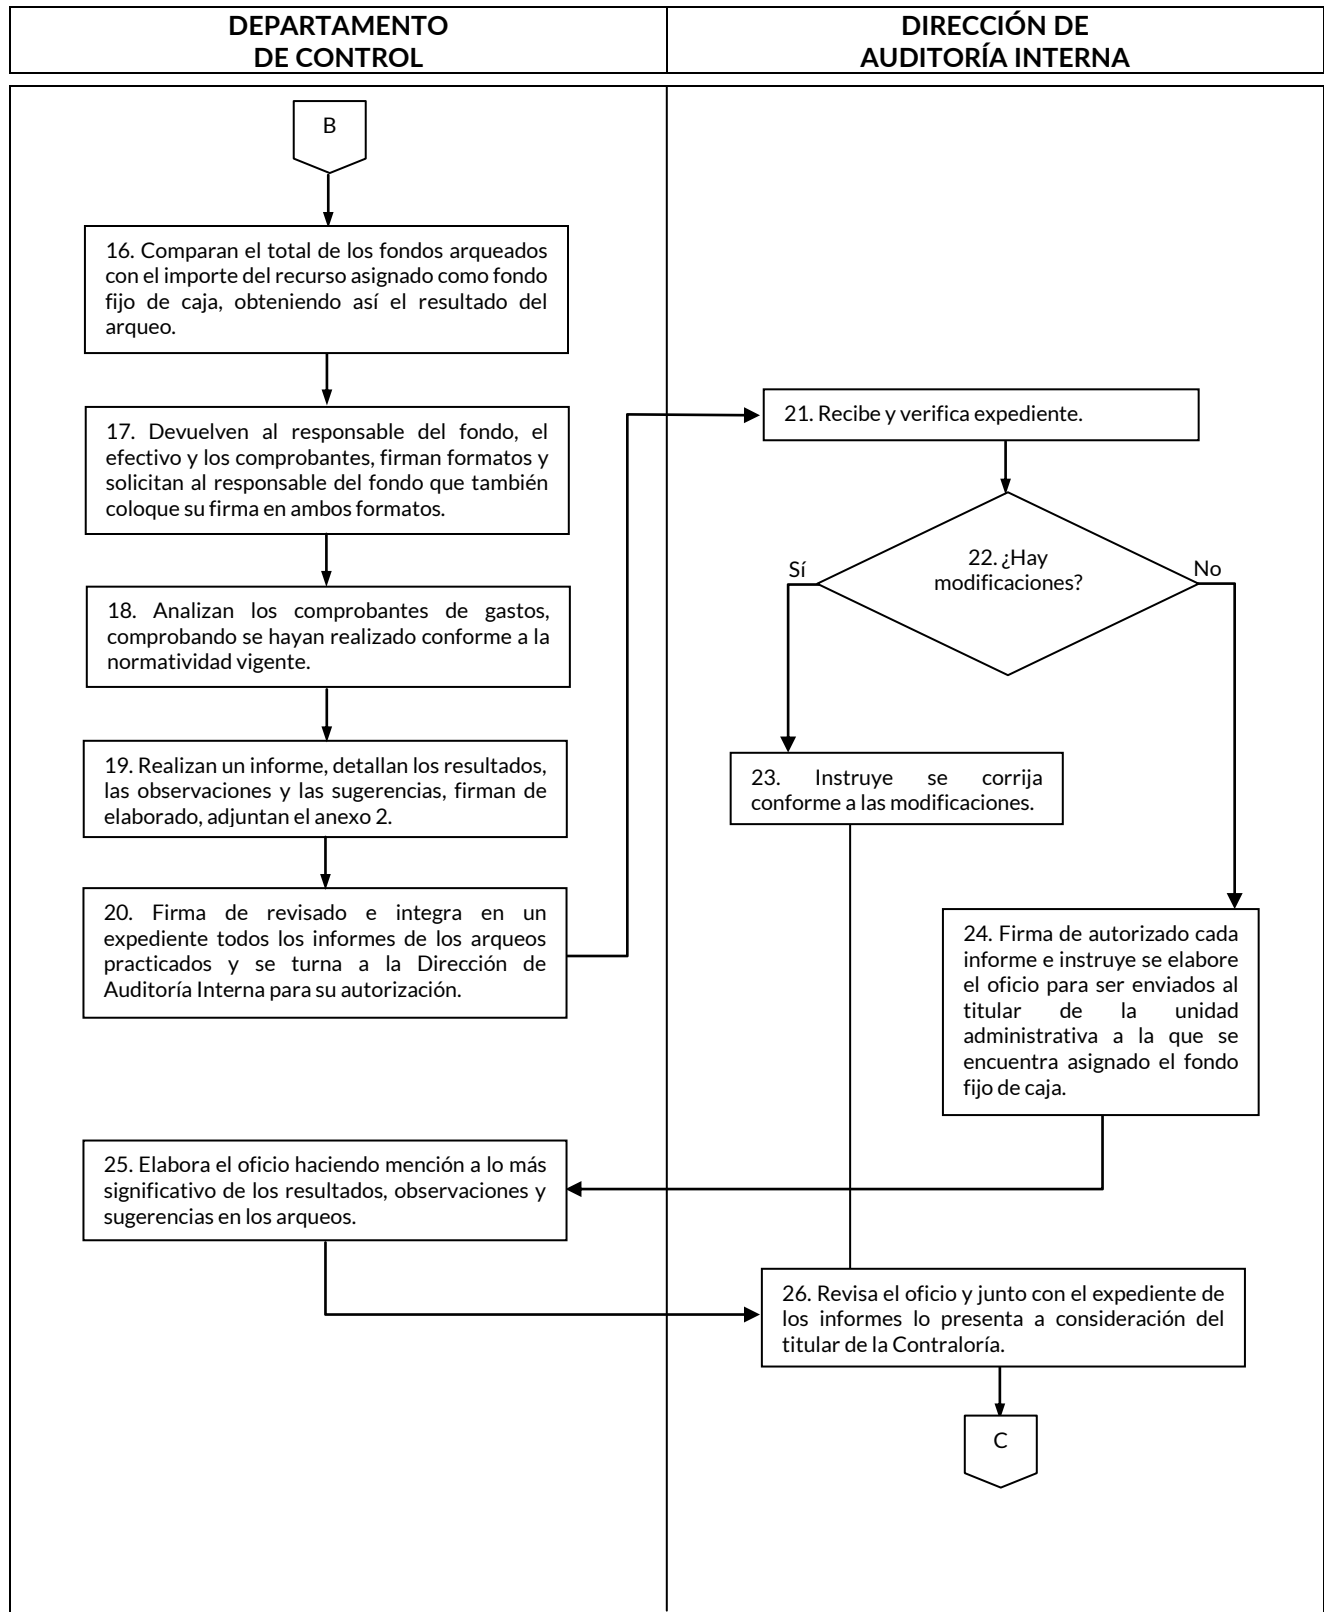 DEPARTAMENTO
DE CONTROL
DIRECCIÓN DE
AUDITORÍA INTERNA
B
16. Comparan el total de los fondos arqueados
con el importe del recurso asignado como fondo
fijo de caja, obteniendo así el resultado del
arqueo.
17. Devuelven al responsable del fondo, el
efectivo y los comprobantes, firman formatos y
solicitan al responsable del fondo que también
coloque su firma en ambos formatos.
18. Analizan los comprobantes de gastos,
comprobando se hayan realizado conforme a la
normatividad vigente.
19. Realizan un informe, detallan los resultados,
las observaciones y las sugerencias, firman de
elaborado, adjuntan el anexo 2.
20. Firma de revisado e integra en un
expediente todos los informes de los arqueos
practicados y se turna a la Dirección de
Auditoría Interna para su autorización.
21. Recibe y verifica expediente.
22. ¿Hay
modificaciones?
Sí
No
23. Instruye se corrija
conforme a las modificaciones.
24. Firma de autorizado cada
informe e instruye se elabore
el oficio para ser enviados al
titular de la unidad
administrativa a la que se
encuentra asignado el fondo
fijo de caja.
25. Elabora el oficio haciendo mención a lo más
significativo de los resultados, observaciones y
sugerencias en los arqueos.
26. Revisa el oficio y junto con el expediente de
los informes lo presenta a consideración del
titular de la Contraloría.
C